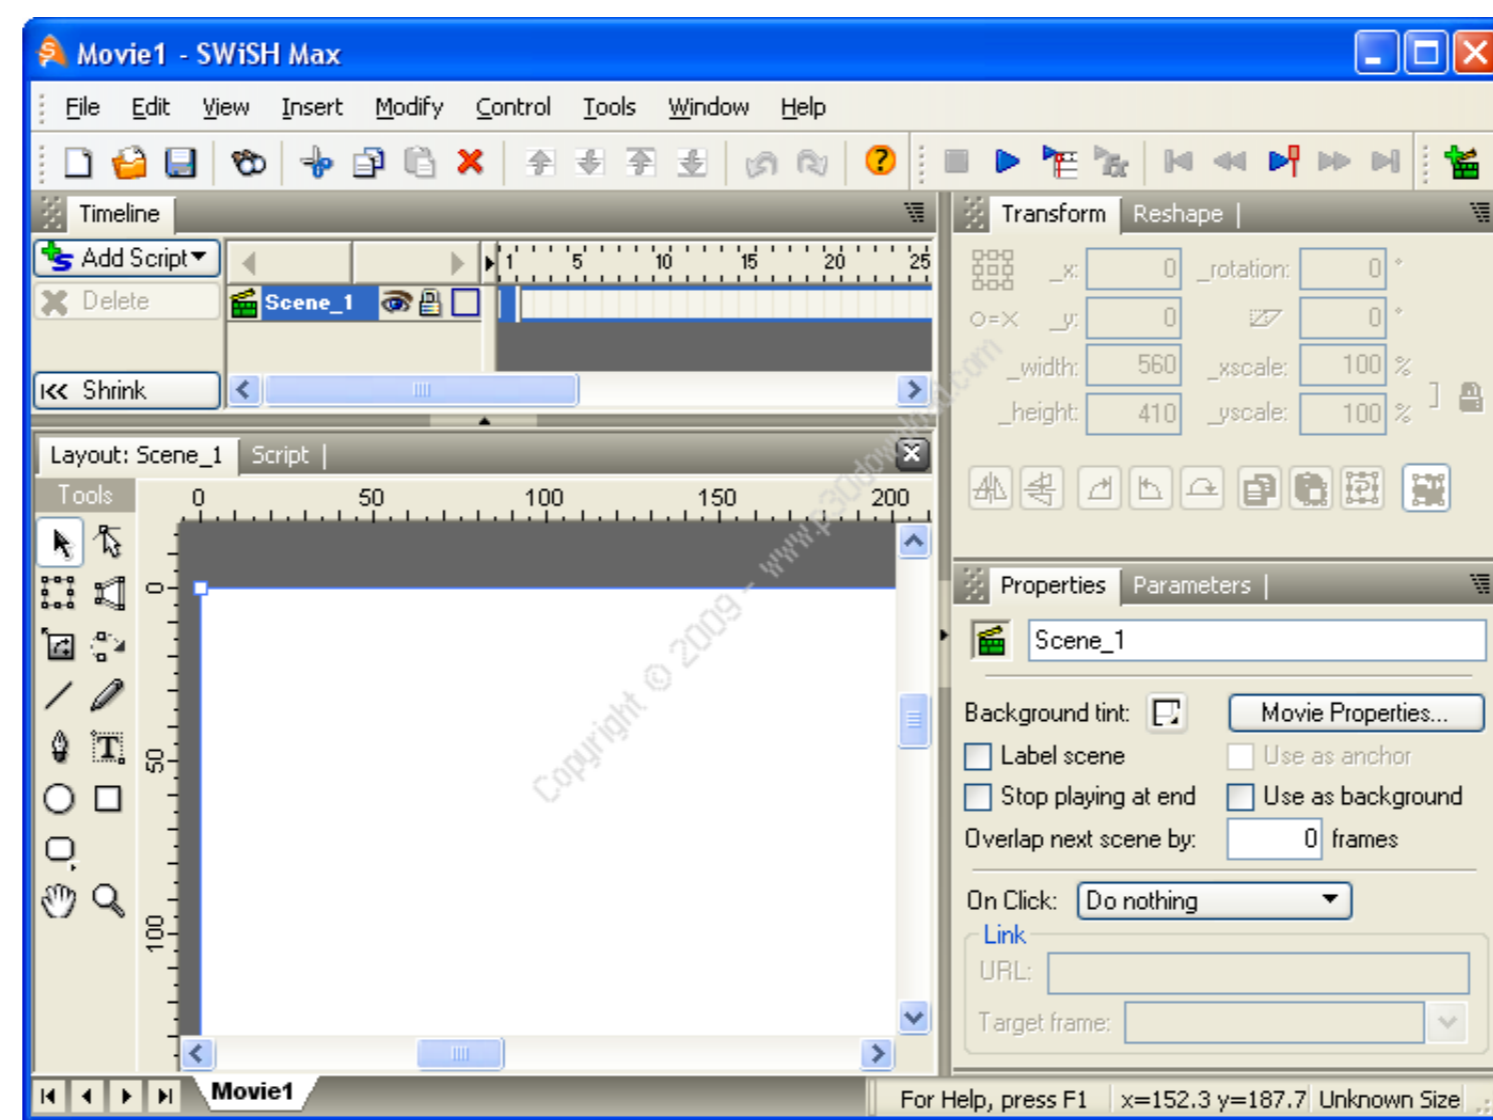 Movie1 - SWiSH Max
File Edit View Insert Modify Control Tools Window Help
Timeline
Add Script
1 5 10 15 20 25
Delete
Scene_1
Shrink
Transform Reshape
_x: 0 _rotation: 0 °
_y: 0 0 °
_width: 560 _xscale: 100 %
_height: 410 _yscale: 100 %
Layout: Scene_1 Script
Tools
0 50 100 150 200
0
50
100
Copyright © 2009 - www.p30download.com
Properties Parameters
Scene_1
Background tint: Movie Properties...
Label scene Use as anchor
Stop playing at end Use as background
Overlap next scene by: 0 frames
On Click: Do nothing
Link
URL:
Target frame:
Movie1
For Help, press F1 x=152.3 y=187.7 Unknown Size